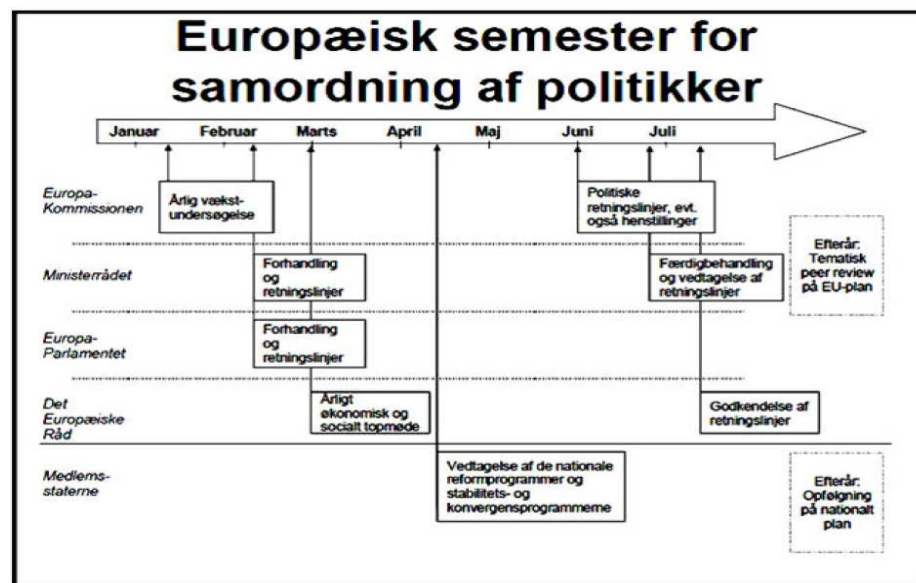 Europæisk semester for
samordning af politikker
Januar Februar Marts April Maj Juni Juli
Europa-
Kommissionen
Årlig vækst-
undersøgelse
Politiske
retningslinjer, evt.
også henstillinger
Efterår:
Tematisk
peer review
på EU-plan
Ministerrådet
Forhandling
og
retningslinjer
Færdigbehandling
og vedtagelse af
retningslinjer
Europa-
Parlamentet
Forhandling
og
retningslinjer
Det
Europæiske
Råd
Årligt
økonomisk og
socialt topmøde
Godkendelse af
retningslinjer
Medlems-
staterne
Vedtagelse af de nationale
reformprogrammer og
stabilitets- og
konvergensprogrammerne
Efterår:
Opfølgning
på nationalt
plan